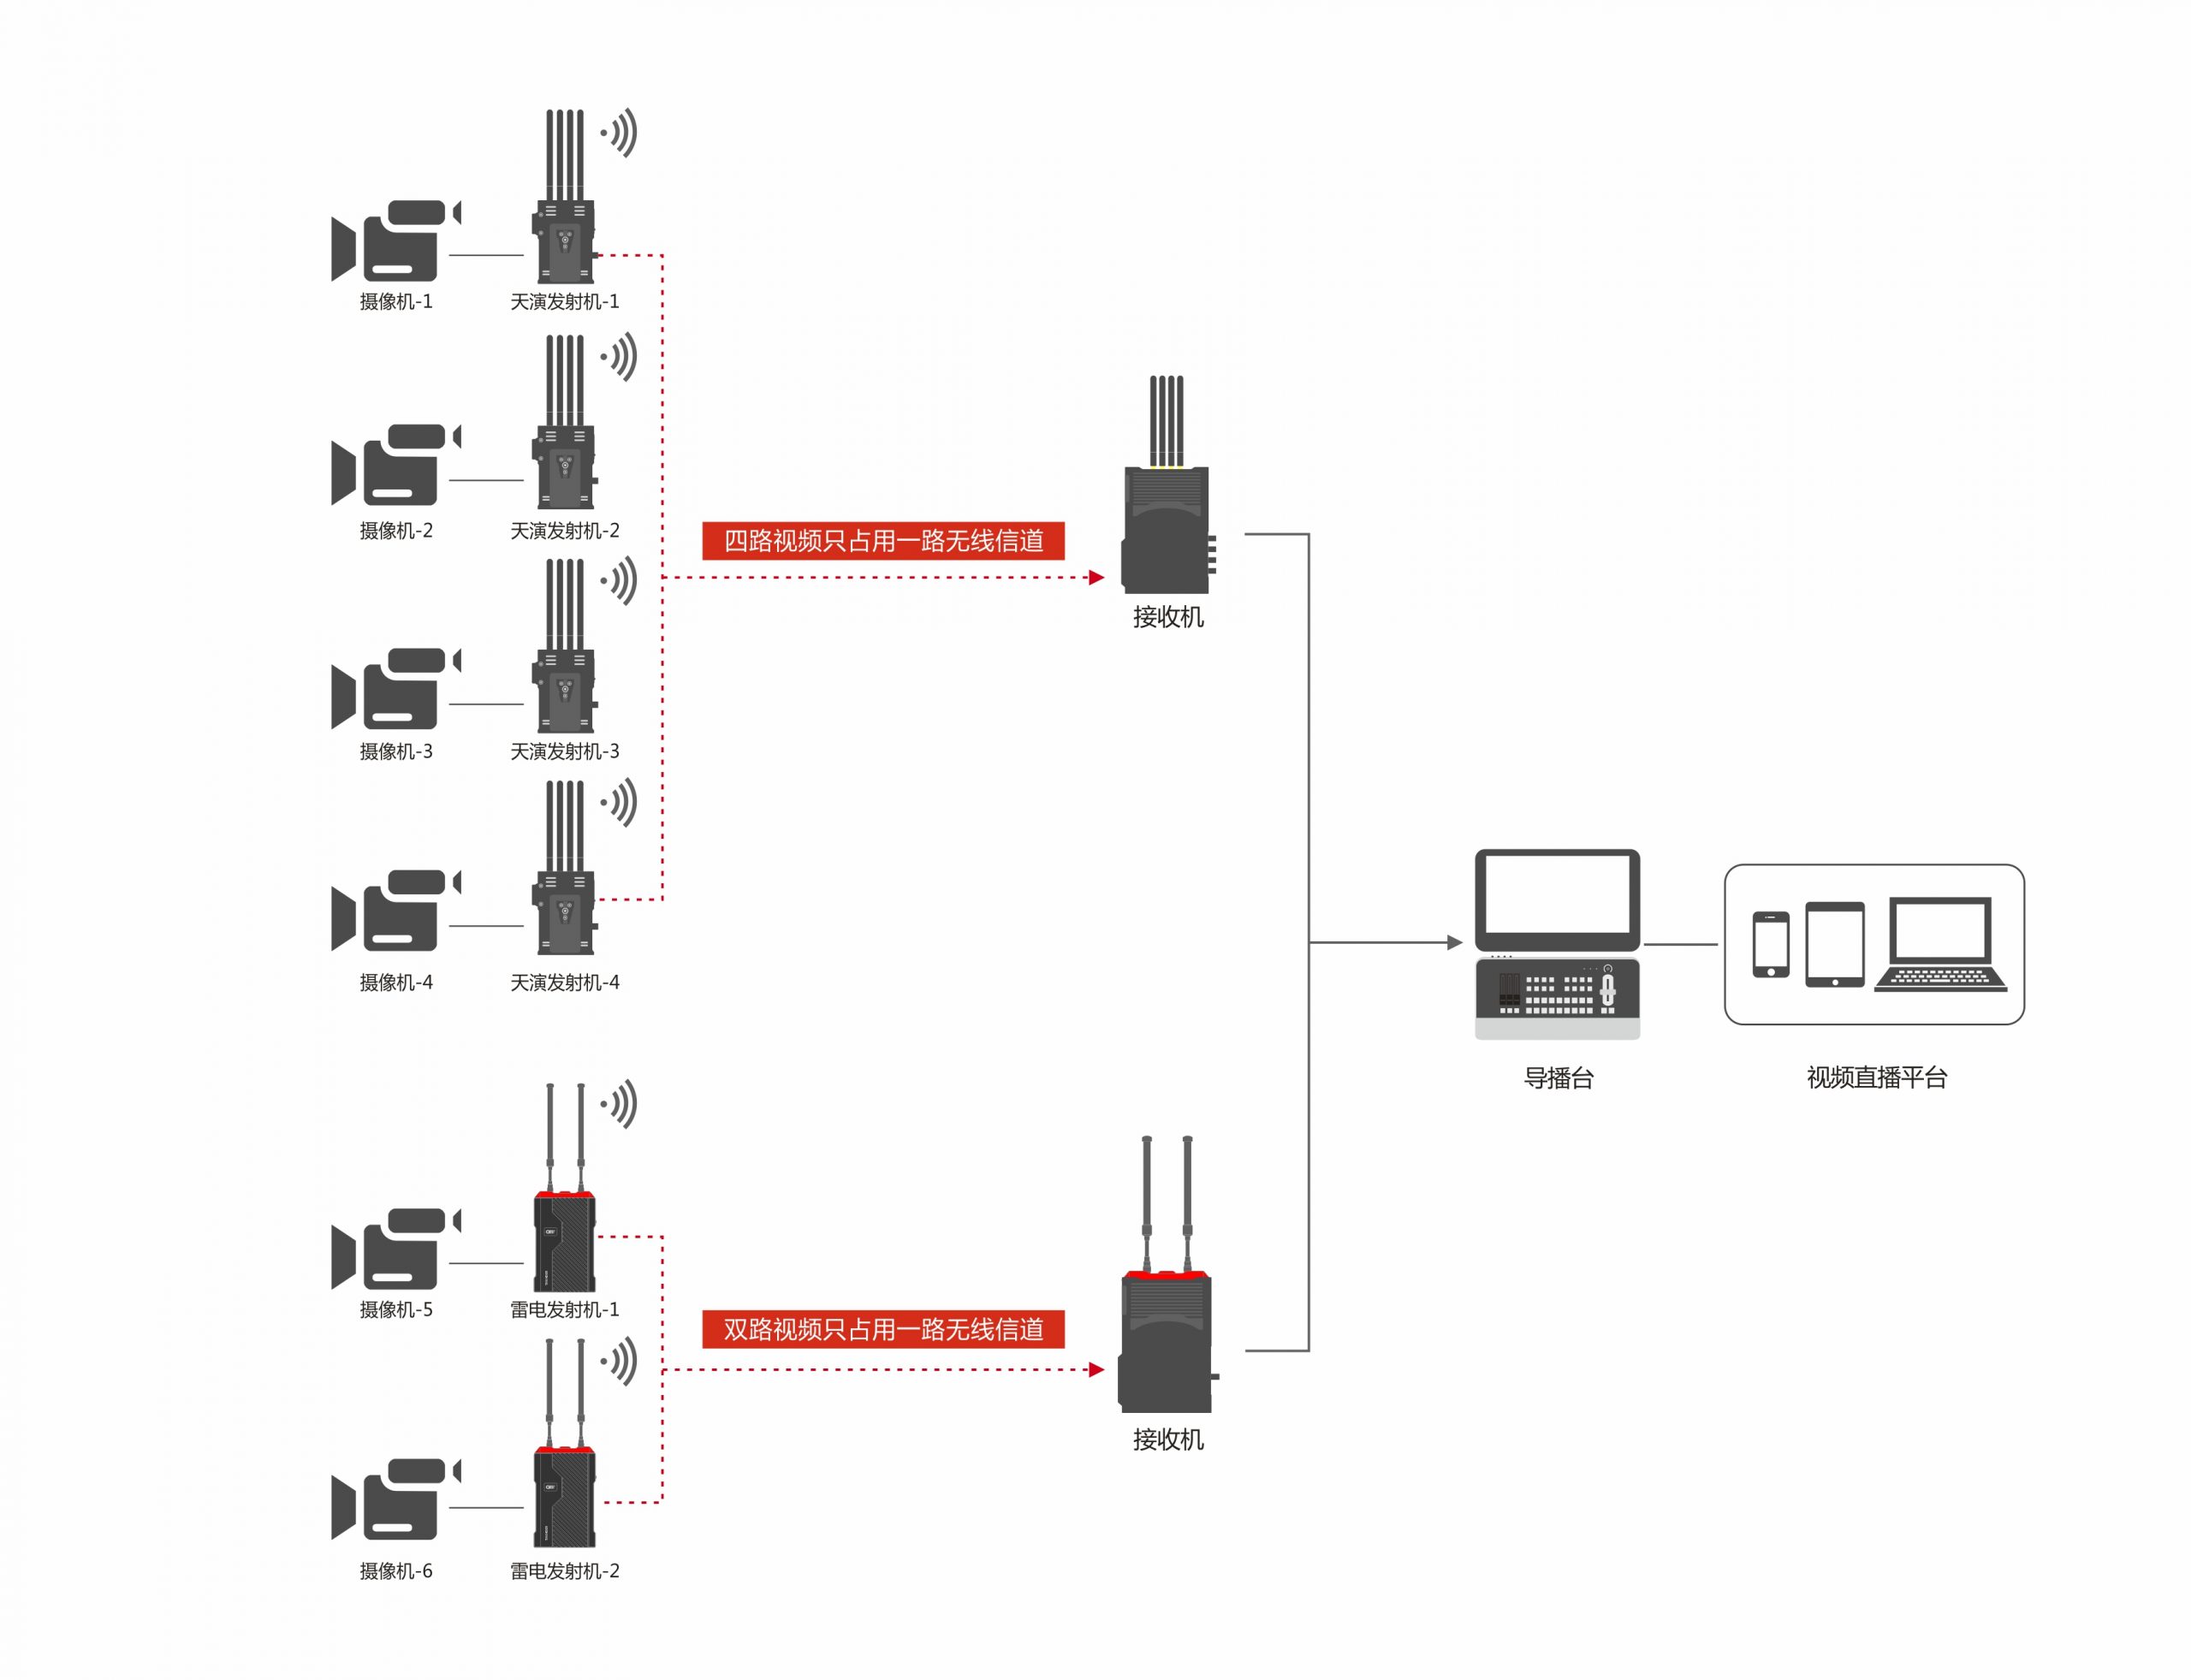 摄像机-1
天演发射机-1
摄像机-2
天演发射机-2
四路视频只占用一路无线信道
接收机
摄像机-3
天演发射机-3
摄像机-4
天演发射机-4
导播台
视频直播平台
摄像机-5
雷电发射机-1
双路视频只占用一路无线信道
接收机
摄像机-6
雷电发射机-2